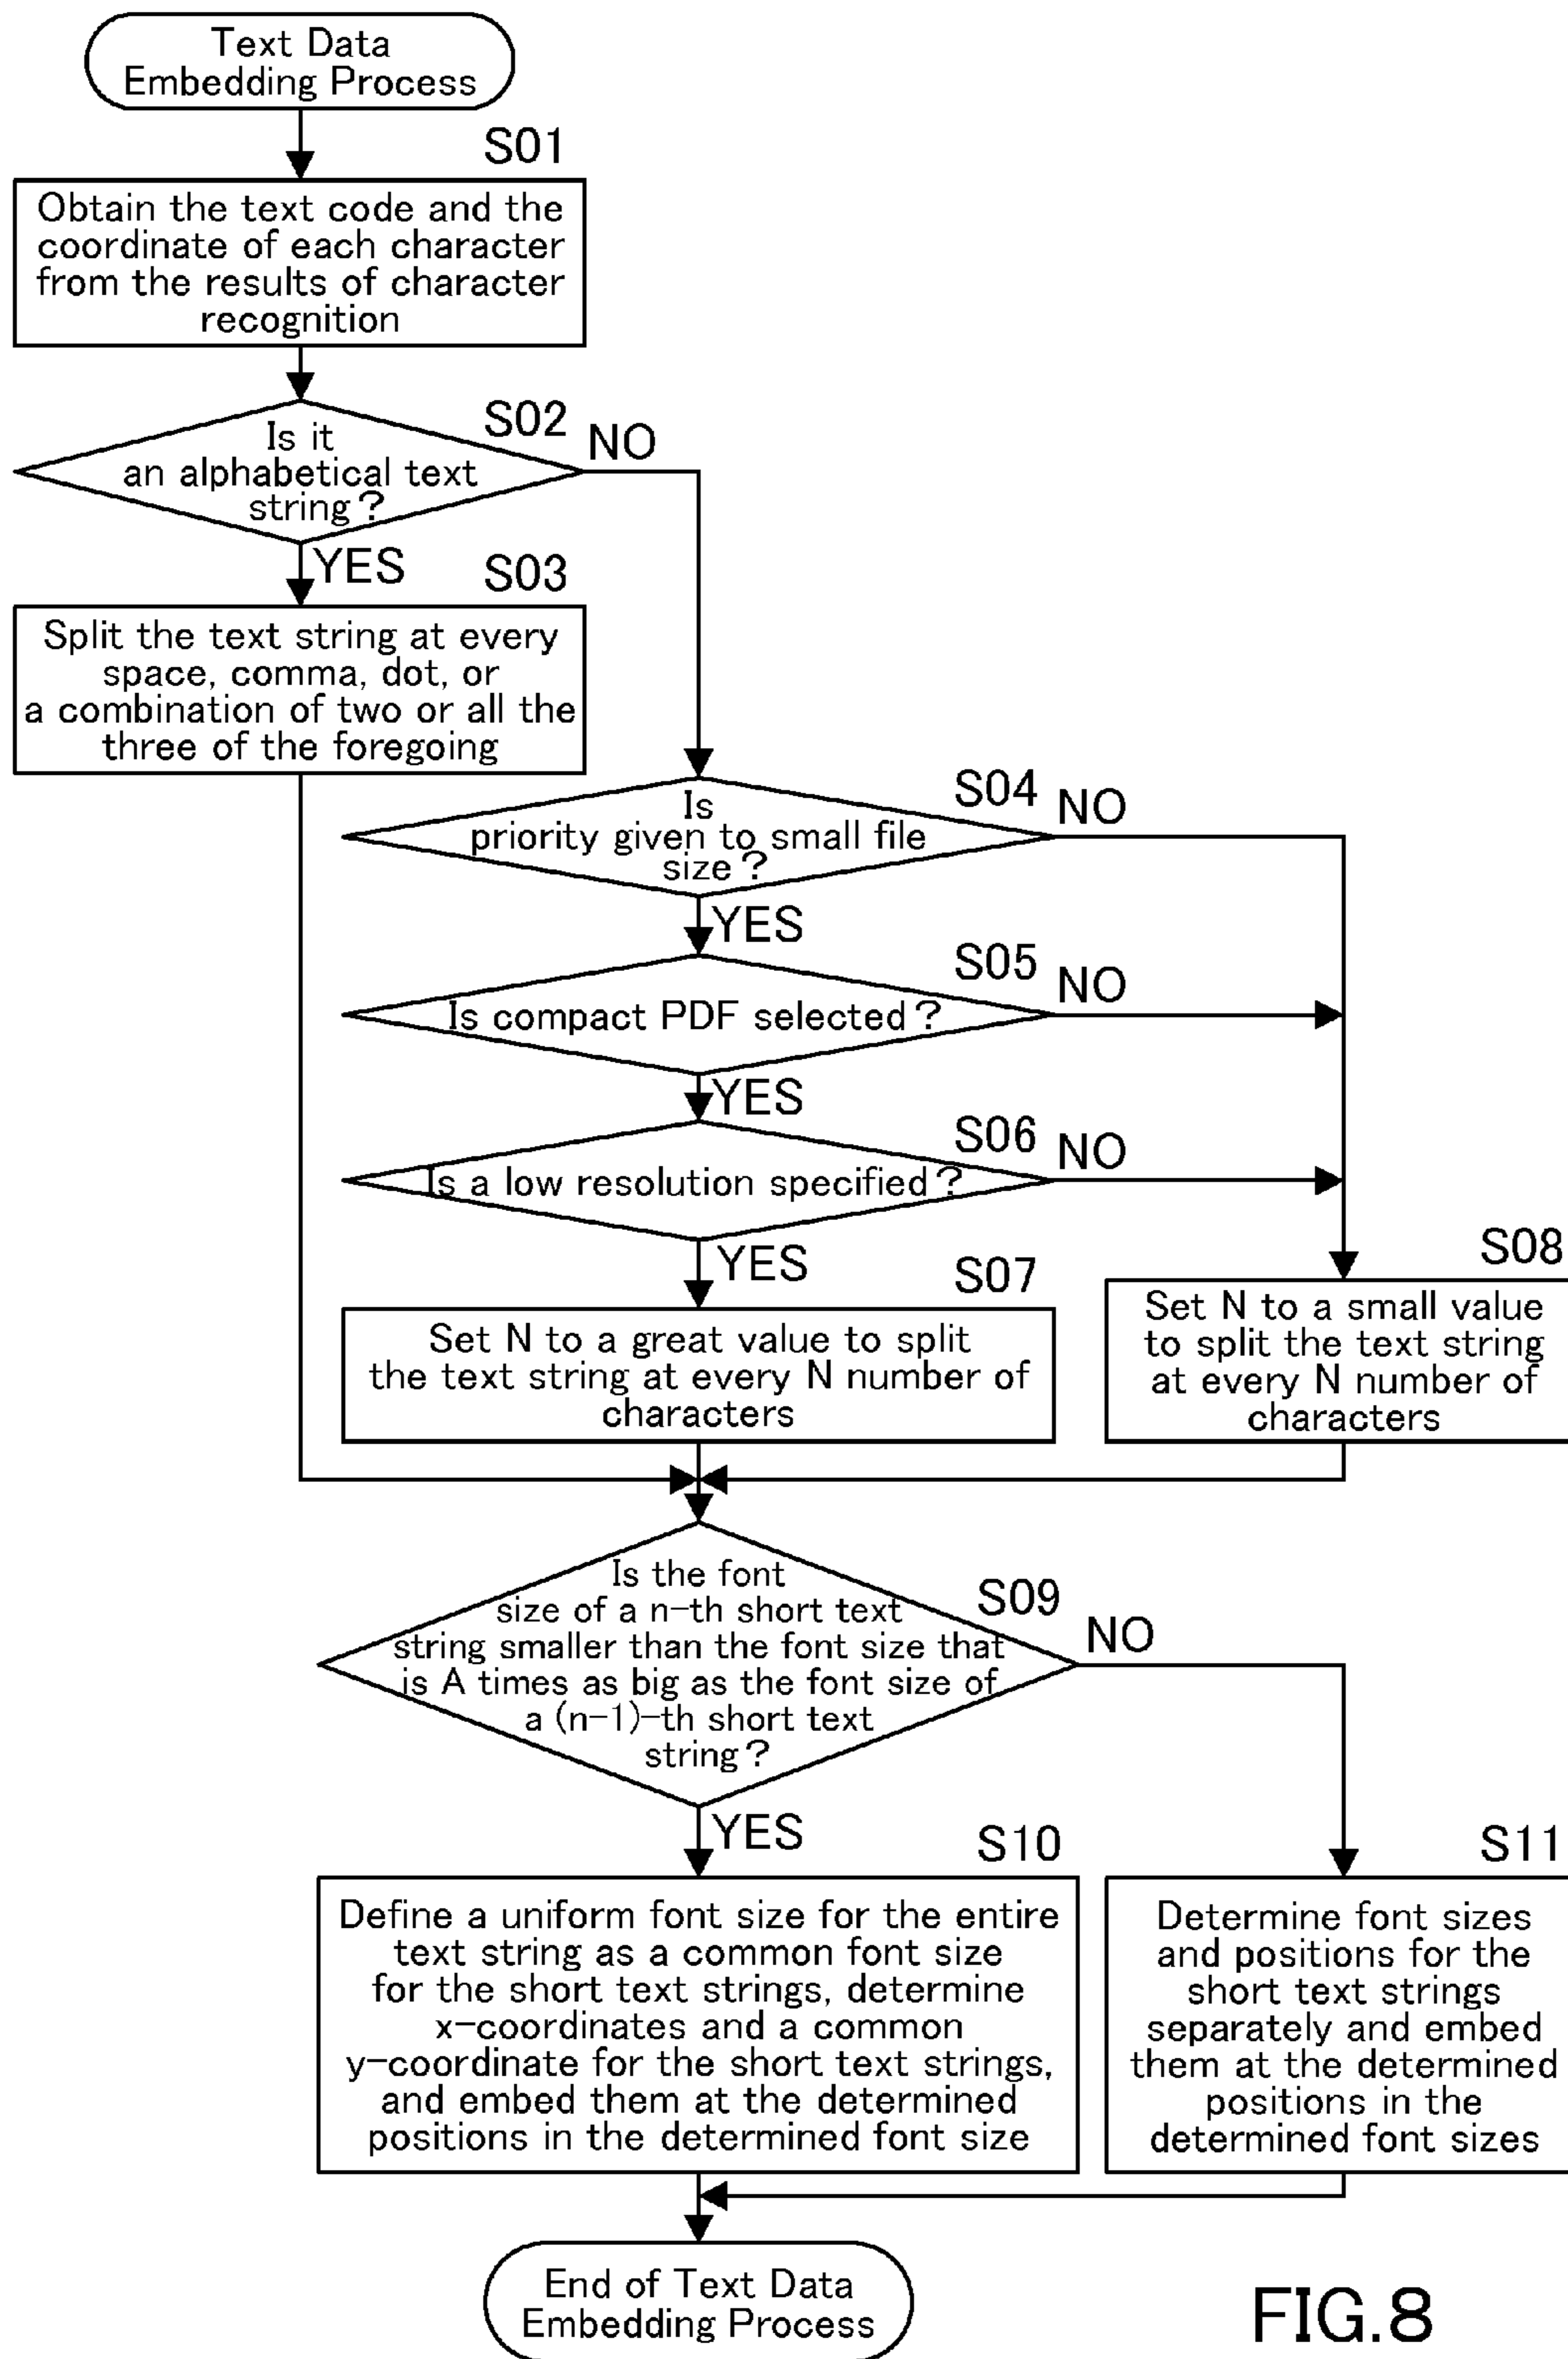 Text Data
Embedding Process
S01
Obtain the text code and the
coordinate of each character
from the results of character
recognition
S02
Is it
an alphabetical text
string?
NO
YES
S03
Split the text string at every
space, comma, dot, or
a combination of two or all the
three of the foregoing
S04
Is
priority given to small file
size?
NO
YES
S05
Is compact PDF selected?
NO
YES
S06
Is a low resolution specified?
NO
YES
S07
Set N to a great value to split
the text string at every N number of
characters
S08
Set N to a small value
to split the text string
at every N number of
characters
S09
Is the font
size of a n-th short text
string smaller than the font size that
is A times as big as the font size of
a (n-1)-th short text
string?
NO
YES
S10
Define a uniform font size for the entire
text string as a common font size
for the short text strings, determine
x-coordinates and a common
y-coordinate for the short text strings,
and embed them at the determined
positions in the determined font size
S11
Determine font sizes
and positions for the
short text strings
separately and embed
them at the determined
positions in the
determined font sizes
End of Text Data
Embedding Process
FIG.8